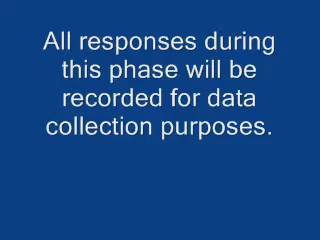 All responses during
this phase will be
recorded for data
collection purposes.